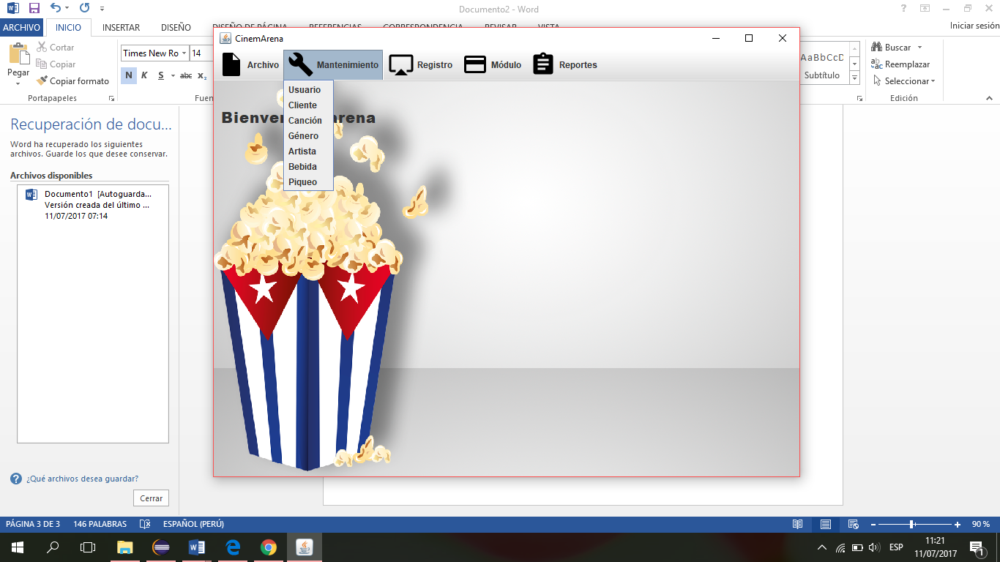 Documento2 - Word
ARCHIVO INICIO INSERTAR DISEÑO DISEÑO DE PÁGINA REFERENCIAS CORRESPONDENCIA REVISAR VISTA Iniciar sesión
Pegar
Cortar
Copiar
Copiar formato
Portapapeles
Times New Ro 14
N K S abc x₂
Fuen
AaBbCcD
Subtítulo
Buscar
Reemplazar
Seleccionar
Edición
Recuperación de docu...
Word ha recuperado los siguientes
archivos. Guarde los que desee conservar.
Archivos disponibles
Documento1 [Autoguarda...
Versión creada del último ...
11/07/2017 07:14
¿Qué archivos desea guardar?
Cerrar
CinemArena
Archivo Mantenimiento Registro Módulo Reportes
Usuario
Cliente
Canción
Género
Artista
Bebida
Piqueo
PÁGINA 3 DE 3 146 PALABRAS ESPAÑOL (PERÚ) 90 %
ESP
11:21
11/07/2017
1